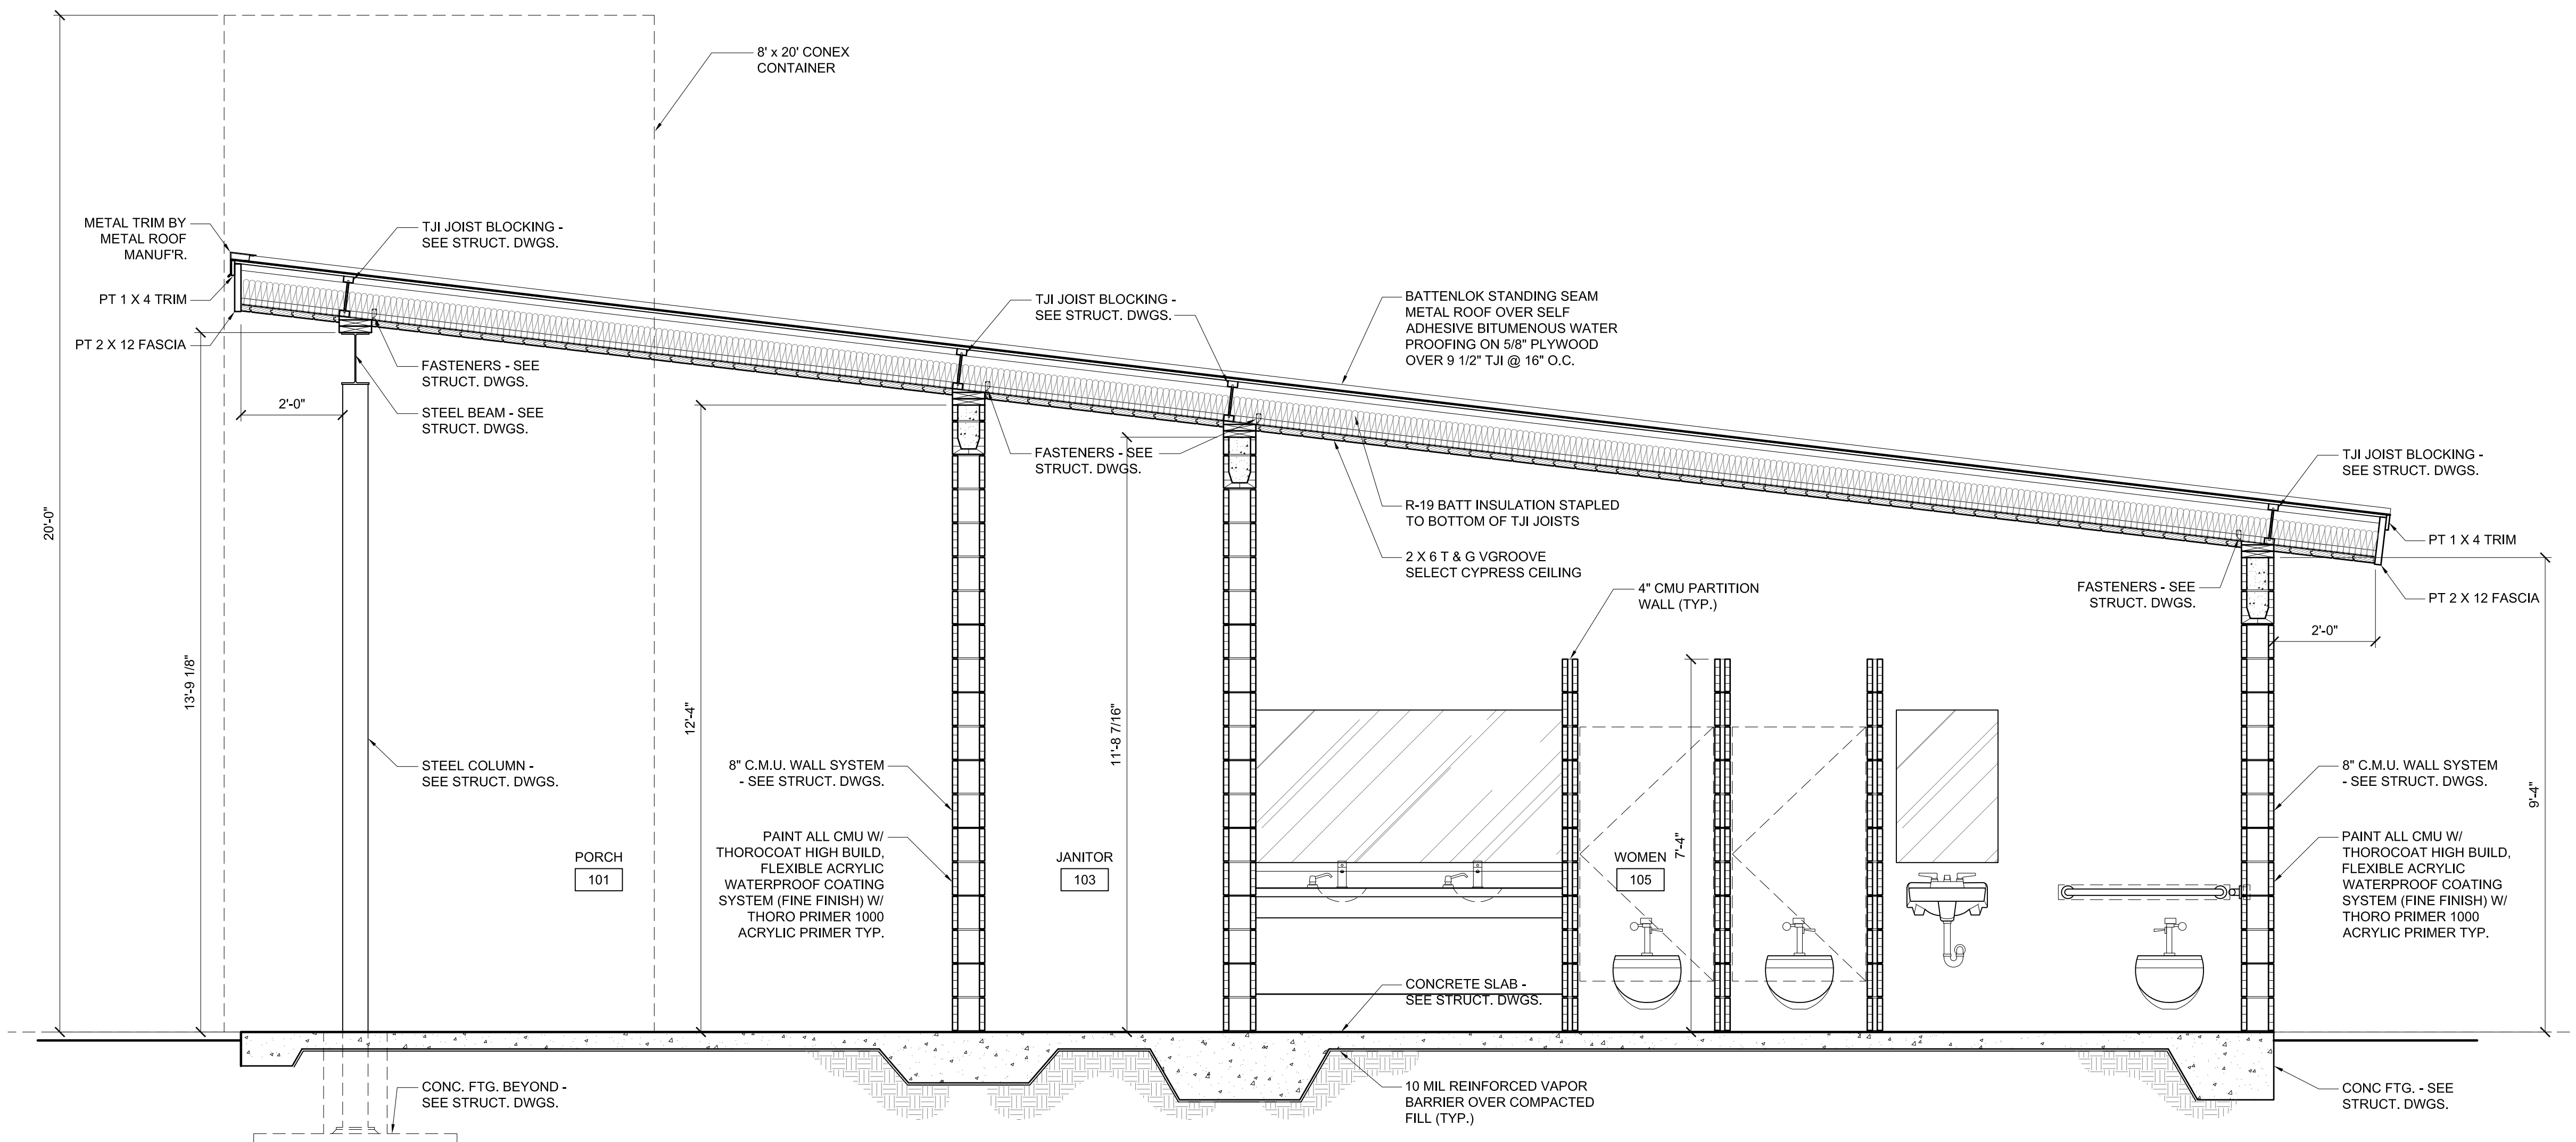 8' x 20' CONEX
CONTAINER
METAL TRIM BY
METAL ROOF
MANUF'R.
TJI JOIST BLOCKING -
SEE STRUCT. DWGS.
PT 1 X 4 TRIM
PT 2 X 12 FASCIA
FASTENERS - SEE
STRUCT. DWGS.
2'-0"
STEEL BEAM - SEE
STRUCT. DWGS.
20'-0"
13'-9 1/8"
STEEL COLUMN -
SEE STRUCT. DWGS.
PORCH
101
CONC. FTG. BEYOND -
SEE STRUCT. DWGS.
12'-4"
8" C.M.U. WALL SYSTEM
- SEE STRUCT. DWGS.
PAINT ALL CMU W/
THOROCOAT HIGH BUILD,
FLEXIBLE ACRYLIC
WATERPROOF COATING
SYSTEM (FINE FINISH) W/
THORO PRIMER 1000
ACRYLIC PRIMER TYP.
TJI JOIST BLOCKING -
SEE STRUCT. DWGS.
FASTENERS - SEE
STRUCT. DWGS.
11'-8 7/16"
JANITOR
103
BATTENLOK STANDING SEAM
METAL ROOF OVER SELF
ADHESIVE BITUMENOUS WATER
PROOFING ON 5/8" PLYWOOD
OVER 9 1/2" TJI @ 16" O.C.
R-19 BATT INSULATION STAPLED
TO BOTTOM OF TJI JOISTS
2 X 6 T & G VGROOVE
SELECT CYPRESS CEILING
4" CMU PARTITION
WALL (TYP.)
WOMEN
105
7'-4"
CONCRETE SLAB -
SEE STRUCT. DWGS.
10 MIL REINFORCED VAPOR
BARRIER OVER COMPACTED
FILL (TYP.)
TJI JOIST BLOCKING -
SEE STRUCT. DWGS.
PT 1 X 4 TRIM
FASTENERS - SEE
STRUCT. DWGS.
PT 2 X 12 FASCIA
2'-0"
8" C.M.U. WALL SYSTEM
- SEE STRUCT. DWGS.
9'-4"
PAINT ALL CMU W/
THOROCOAT HIGH BUILD,
FLEXIBLE ACRYLIC
WATERPROOF COATING
SYSTEM (FINE FINISH) W/
THORO PRIMER 1000
ACRYLIC PRIMER TYP.
CONC FTG. - SEE
STRUCT. DWGS.